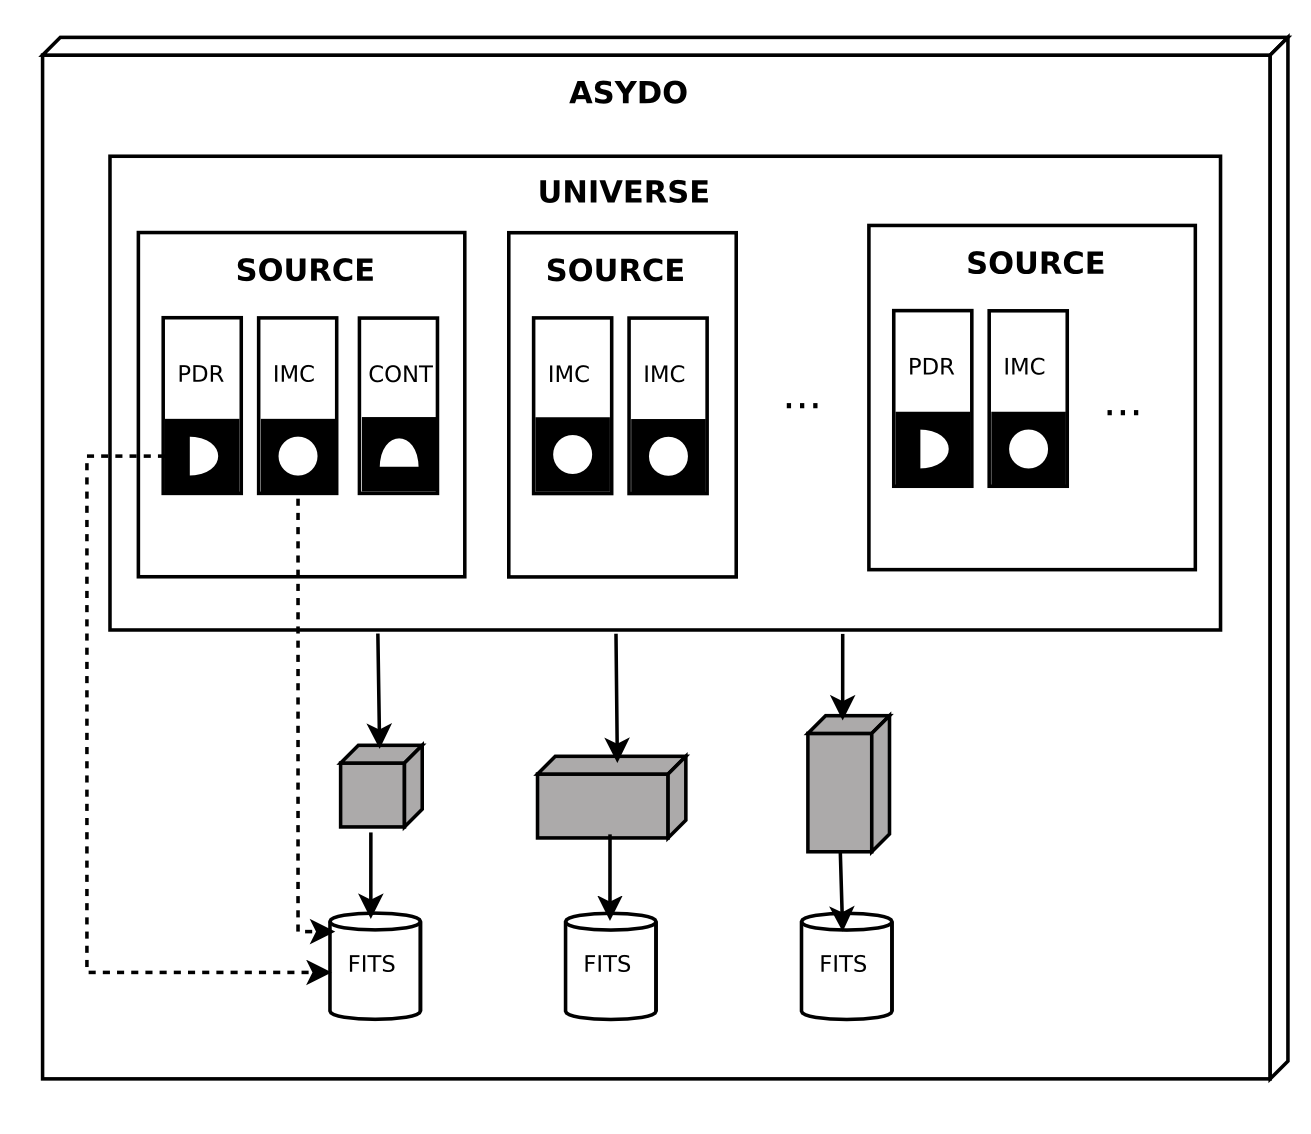 ASYDO
UNIVERSE
SOURCE
PDR IMC CONT
SOURCE
IMC IMC
...
SOURCE
PDR IMC ...
FITS FITS FITS